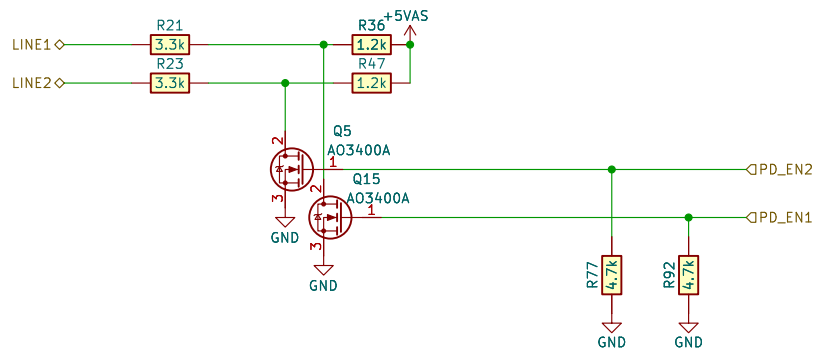 +5VAS
R21
R36
LINE1
3.3k
1.2k
R23
R47
LINE2
3.3k
1.2k
Q5
2
AO3400A
1
PD_EN2
3
Q15
2
AO3400A
1
PD_EN1
GND
3
GND
R77
4.7k
R92
4.7k
GND
GND